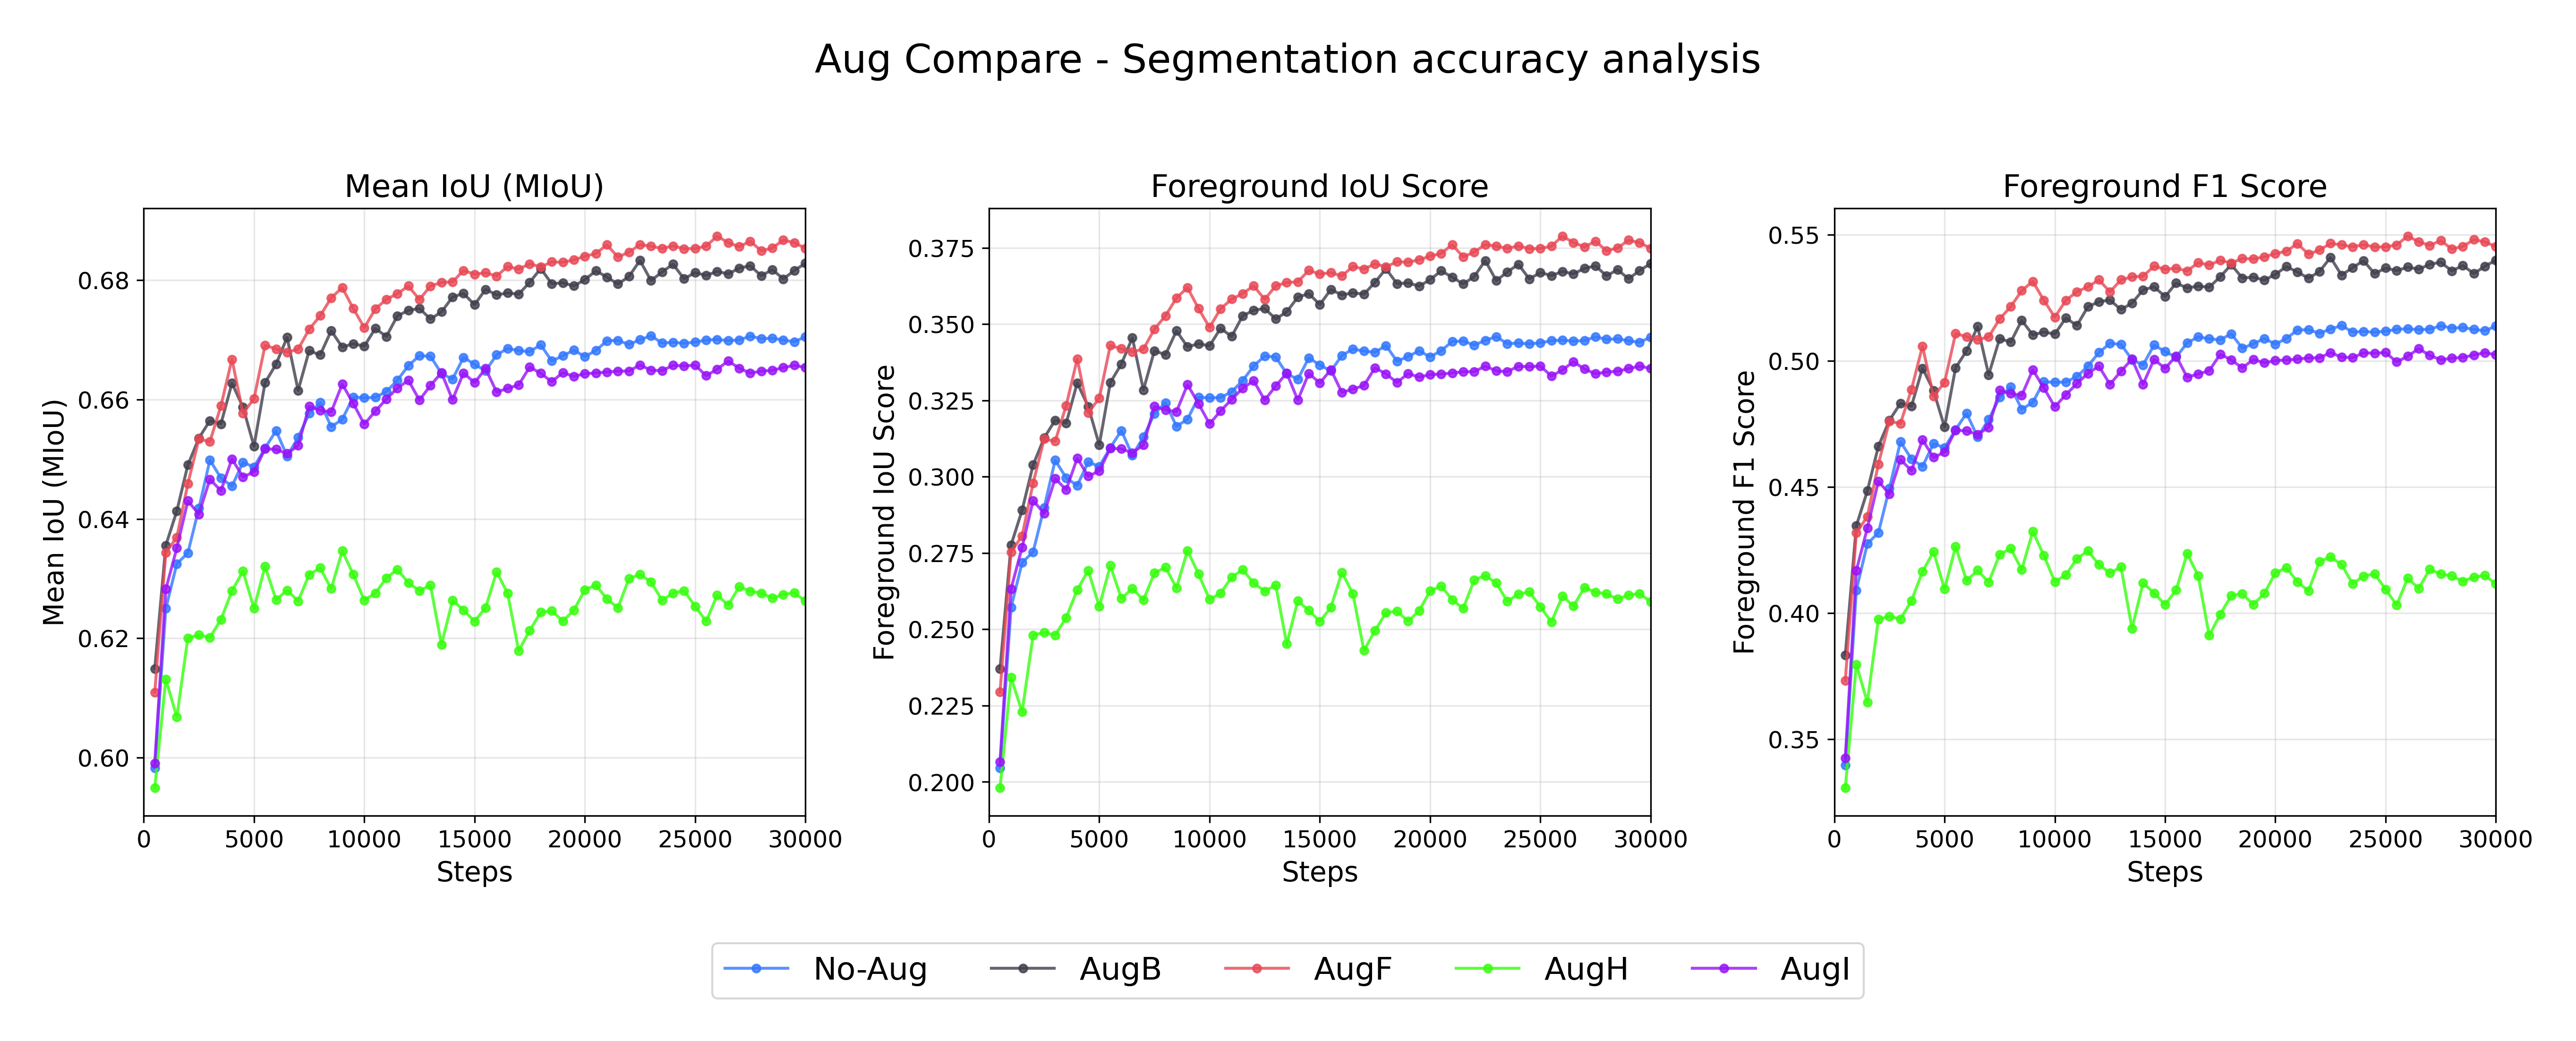 Aug Compare - Segmentation accuracy analysis
Mean IoU (MIoU)
Mean IoU (MIoU)
0.68
0.66
0.64
0.62
0.60
0 5000 10000 15000 20000 25000 30000
Steps
Foreground IoU Score
Foreground IoU Score
0.375
0.350
0.325
0.300
0.275
0.250
0.225
0.200
0 5000 10000 15000 20000 25000 30000
Steps
Foreground F1 Score
Foreground F1 Score
0.55
0.50
0.45
0.40
0.35
0 5000 10000 15000 20000 25000 30000
Steps
No-Aug AugB AugF AugH AugI